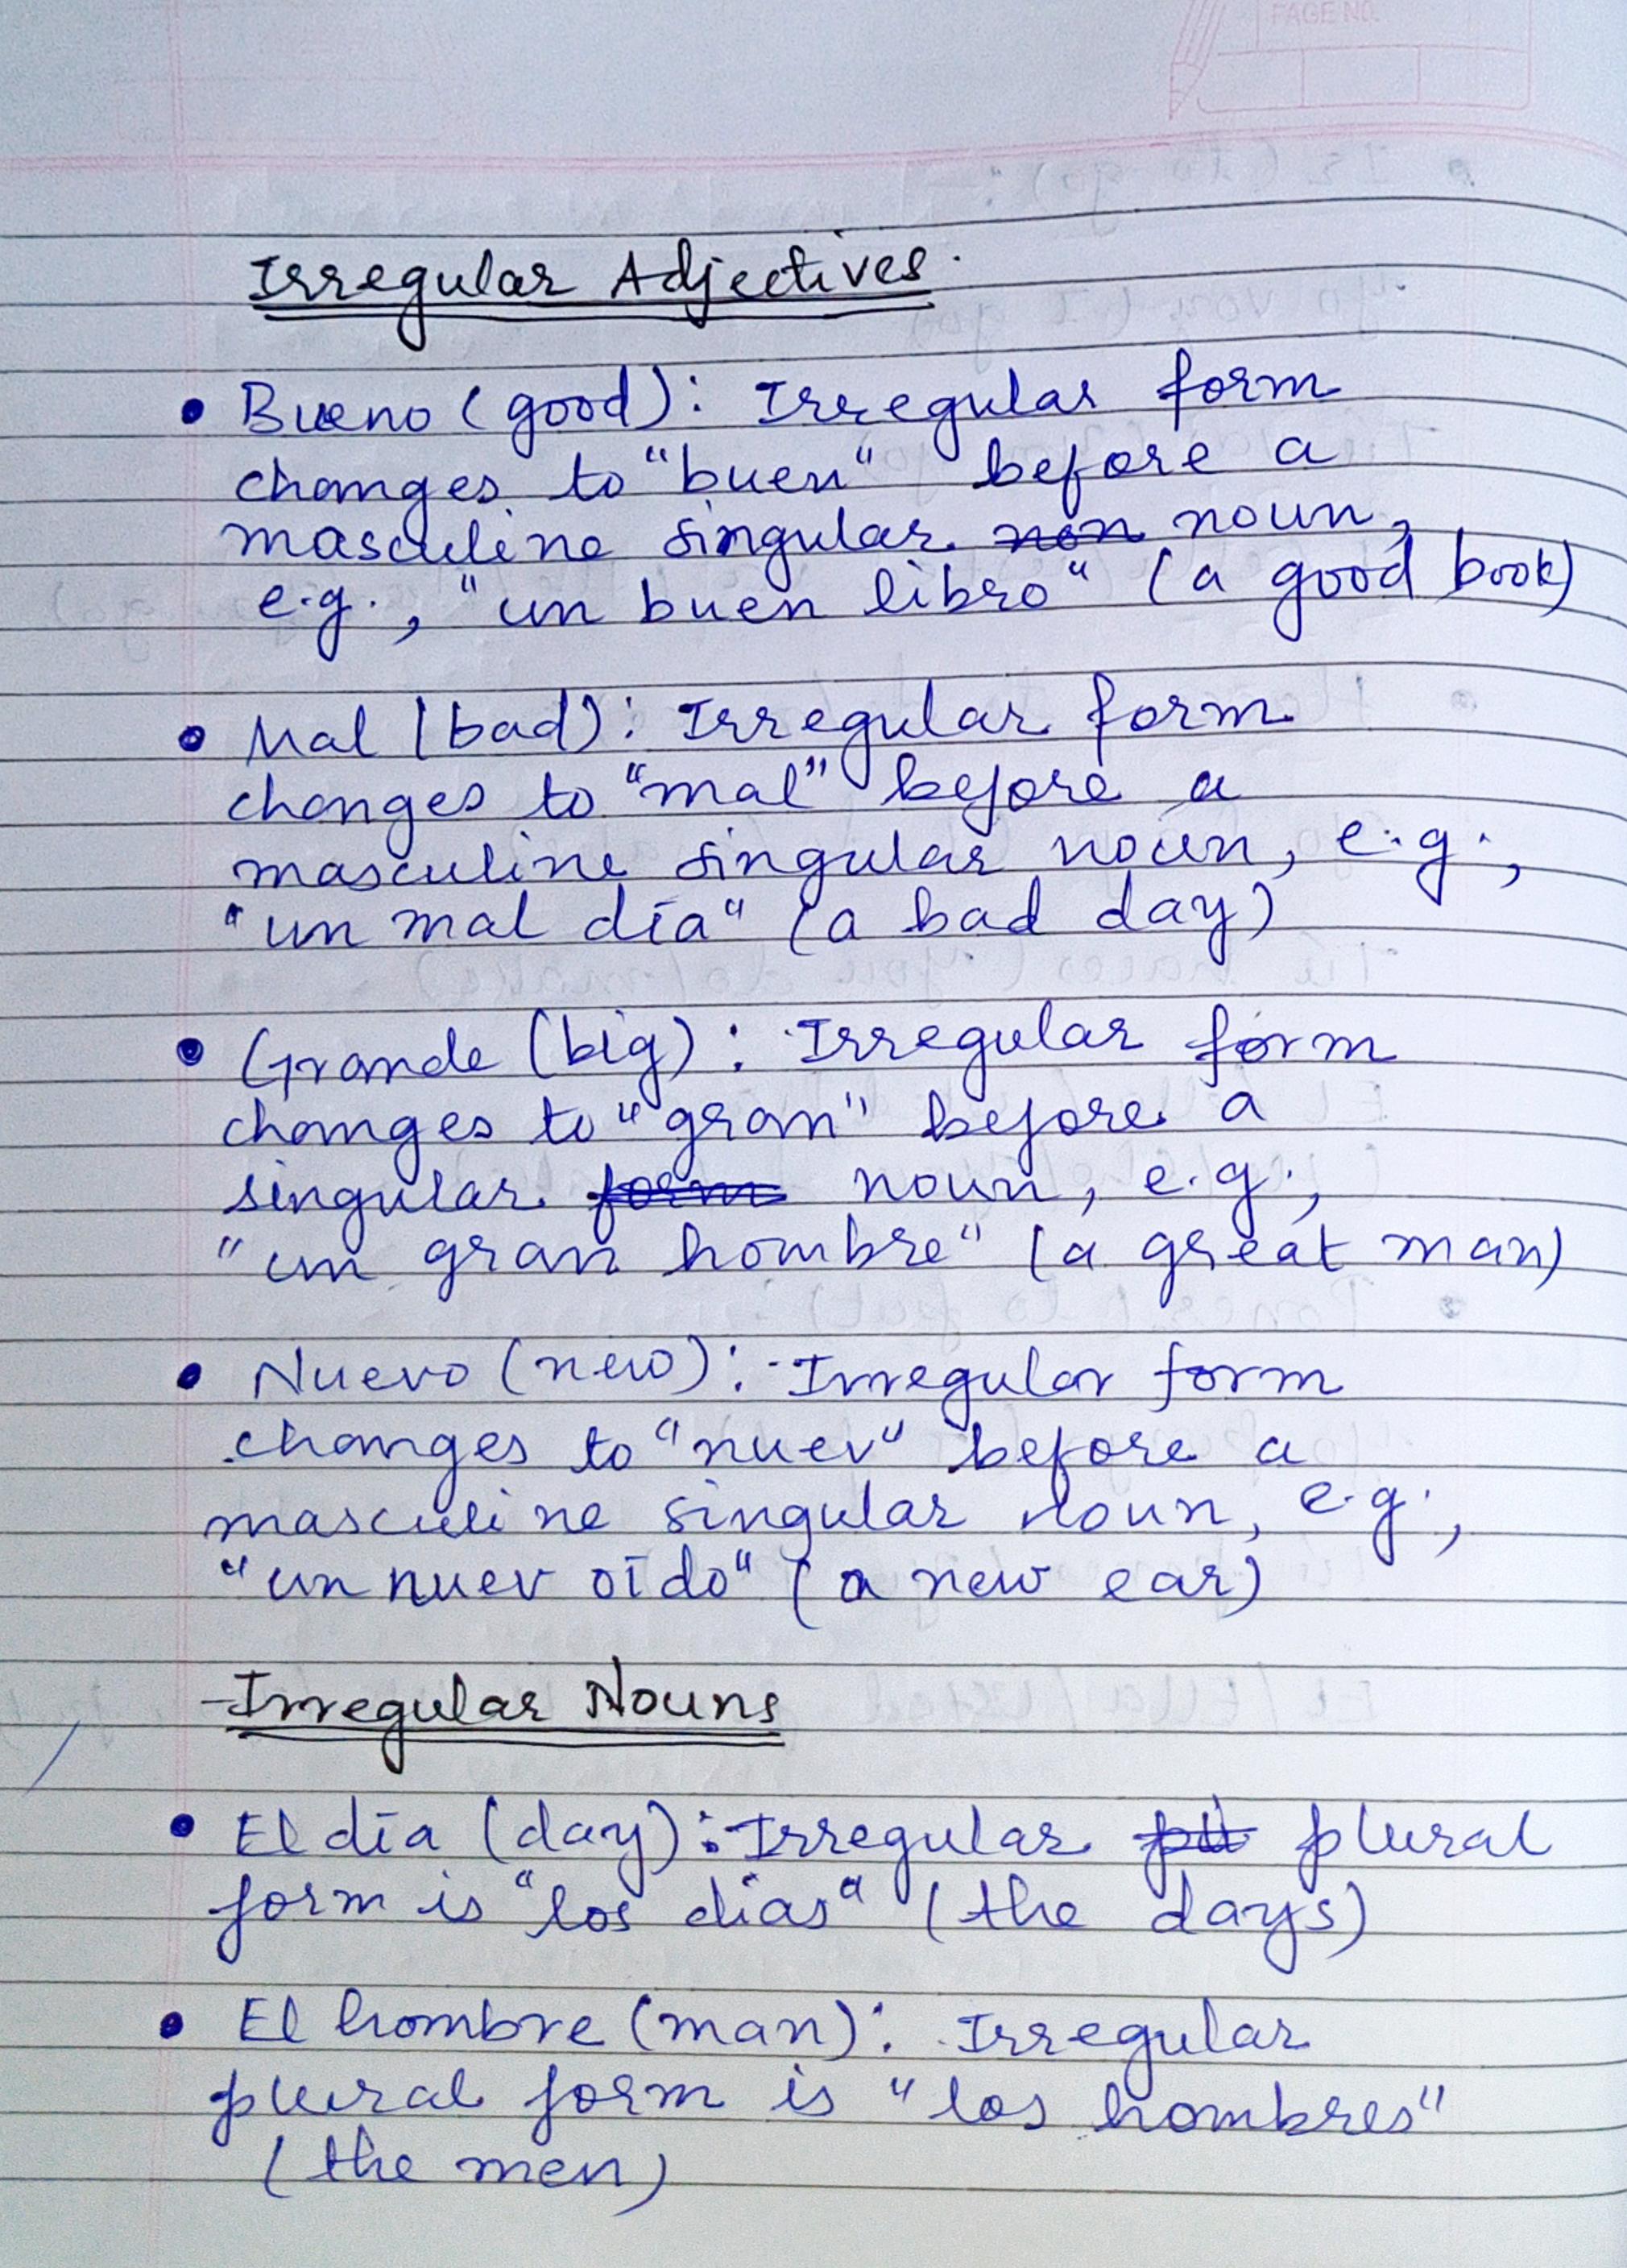 PAGE NO.
Irregular Adjectives.
• Bueno (good): Irregular form
changes to "buen" before a
masculine singular non noun,
e.g., "un buen libro" (a good book)
• Mal (bad): Irregular form
changes to "mal" before a
masculine singular noun, e.g.,
"un mal día" (a bad day)
• Grande (big): Irregular form
changes to "gran" before a
singular form noun, e.g.,
"un gran hombre" (a great man)
• Nuevo (new): Irregular form
changes to "nuev" before a
masculine singular noun, e.g.,
"un nuev oído" (a new ear)
Irregular Nouns
• El día (day): Irregular plural
form is "los dias" (the days)
• El hombre (man): Irregular
plural form is "los hombres"
(the men)